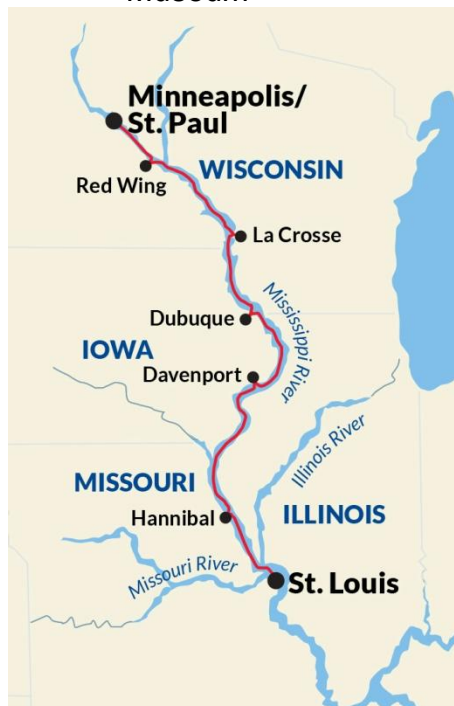 Minneapolis/
St. Paul
WISCONSIN
Red Wing
La Crosse
Mississippi River
Dubuque
IOWA
Davenport
Illinois River
MISSOURI
ILLINOIS
Hannibal
Missouri River
St. Louis